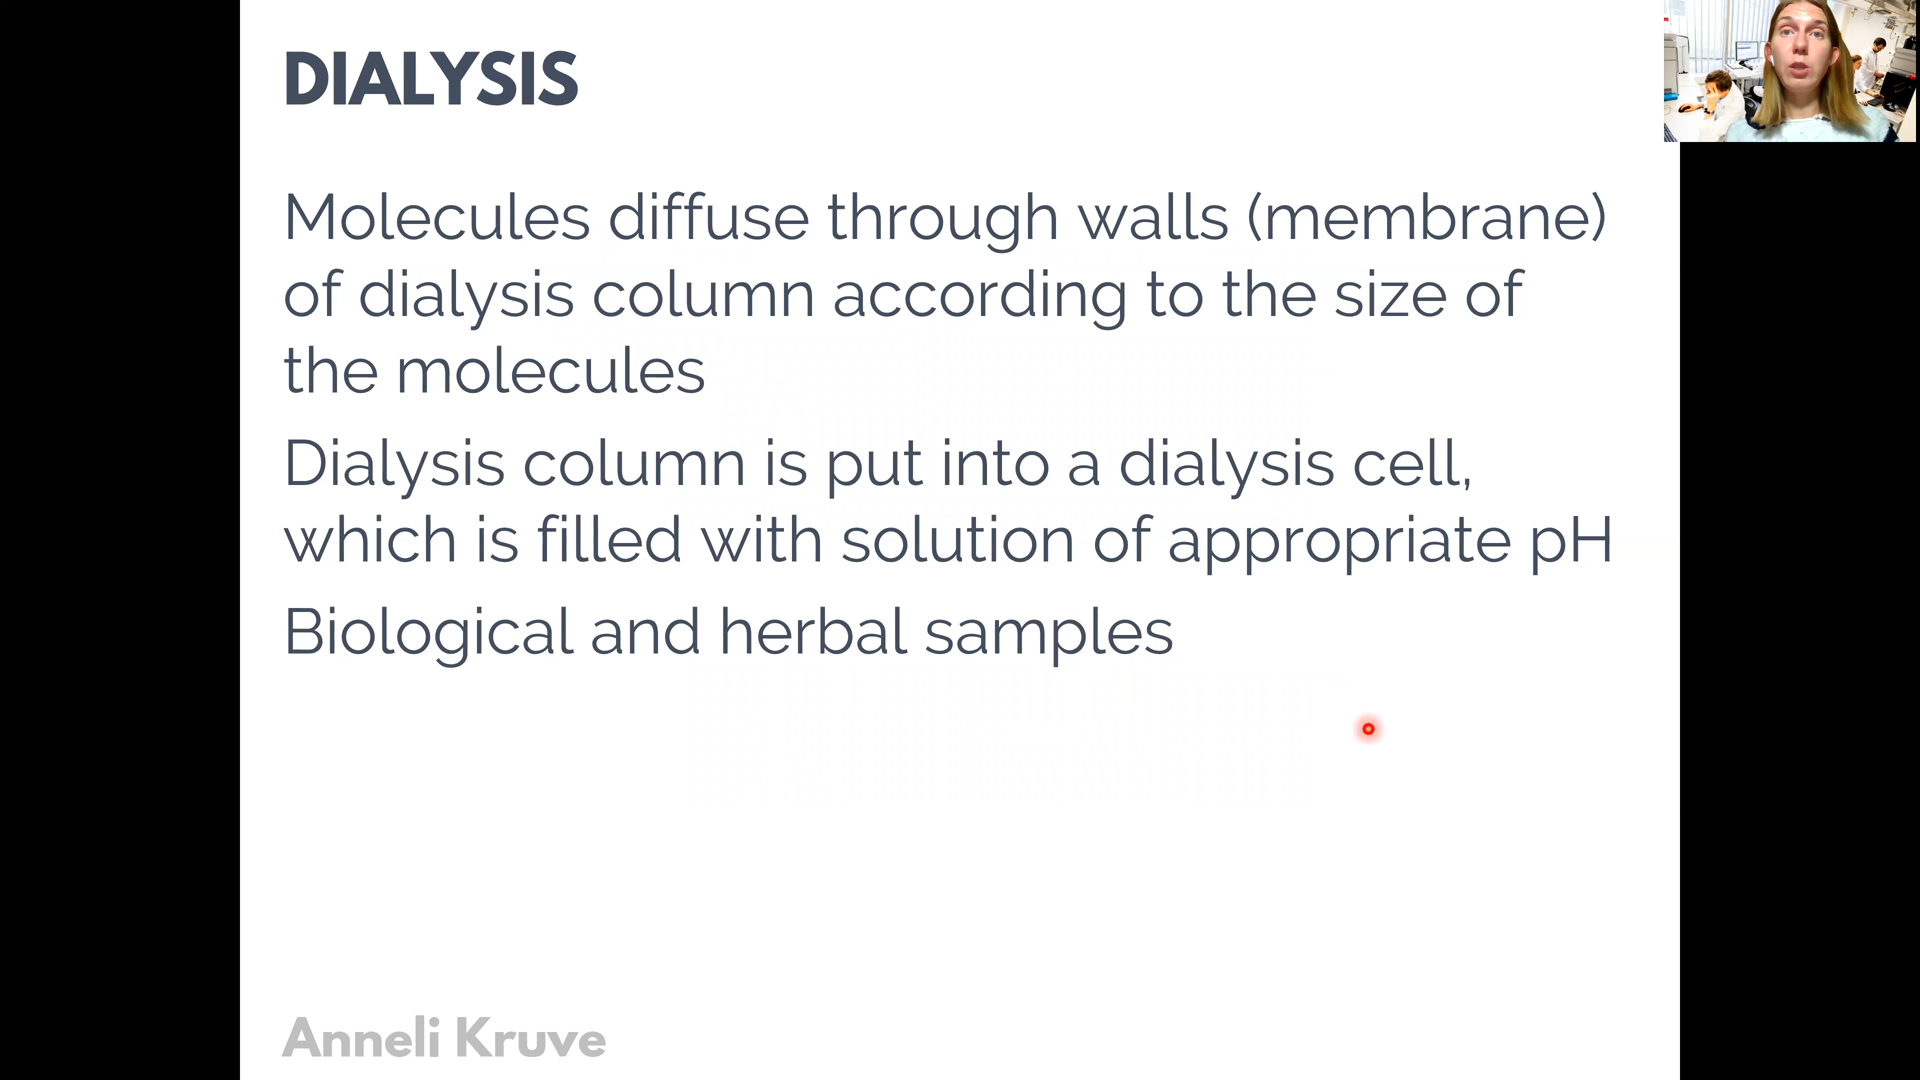 DIALYSIS
Molecules diffuse through walls (membrane)
of dialysis column according to the size of
the molecules
Dialysis column is put into a dialysis cell,
which is filled with solution of appropriate pH
Biological and herbal samples
Anneli Kruve